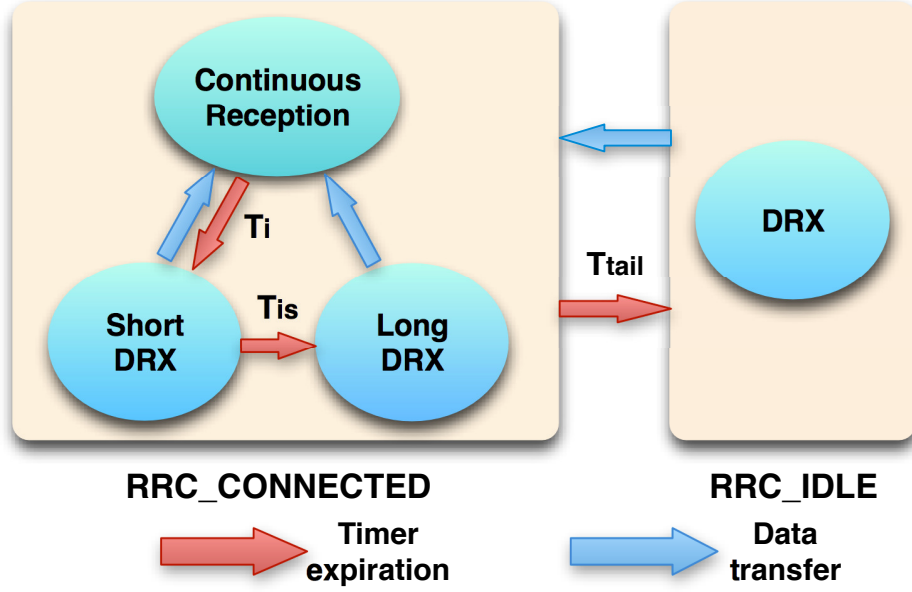 Continuous
Reception
Ti
Short
DRX
Tis
Long
DRX
Ttail
DRX
RRC_CONNECTED
RRC_IDLE
Timer
expiration
Data
transfer